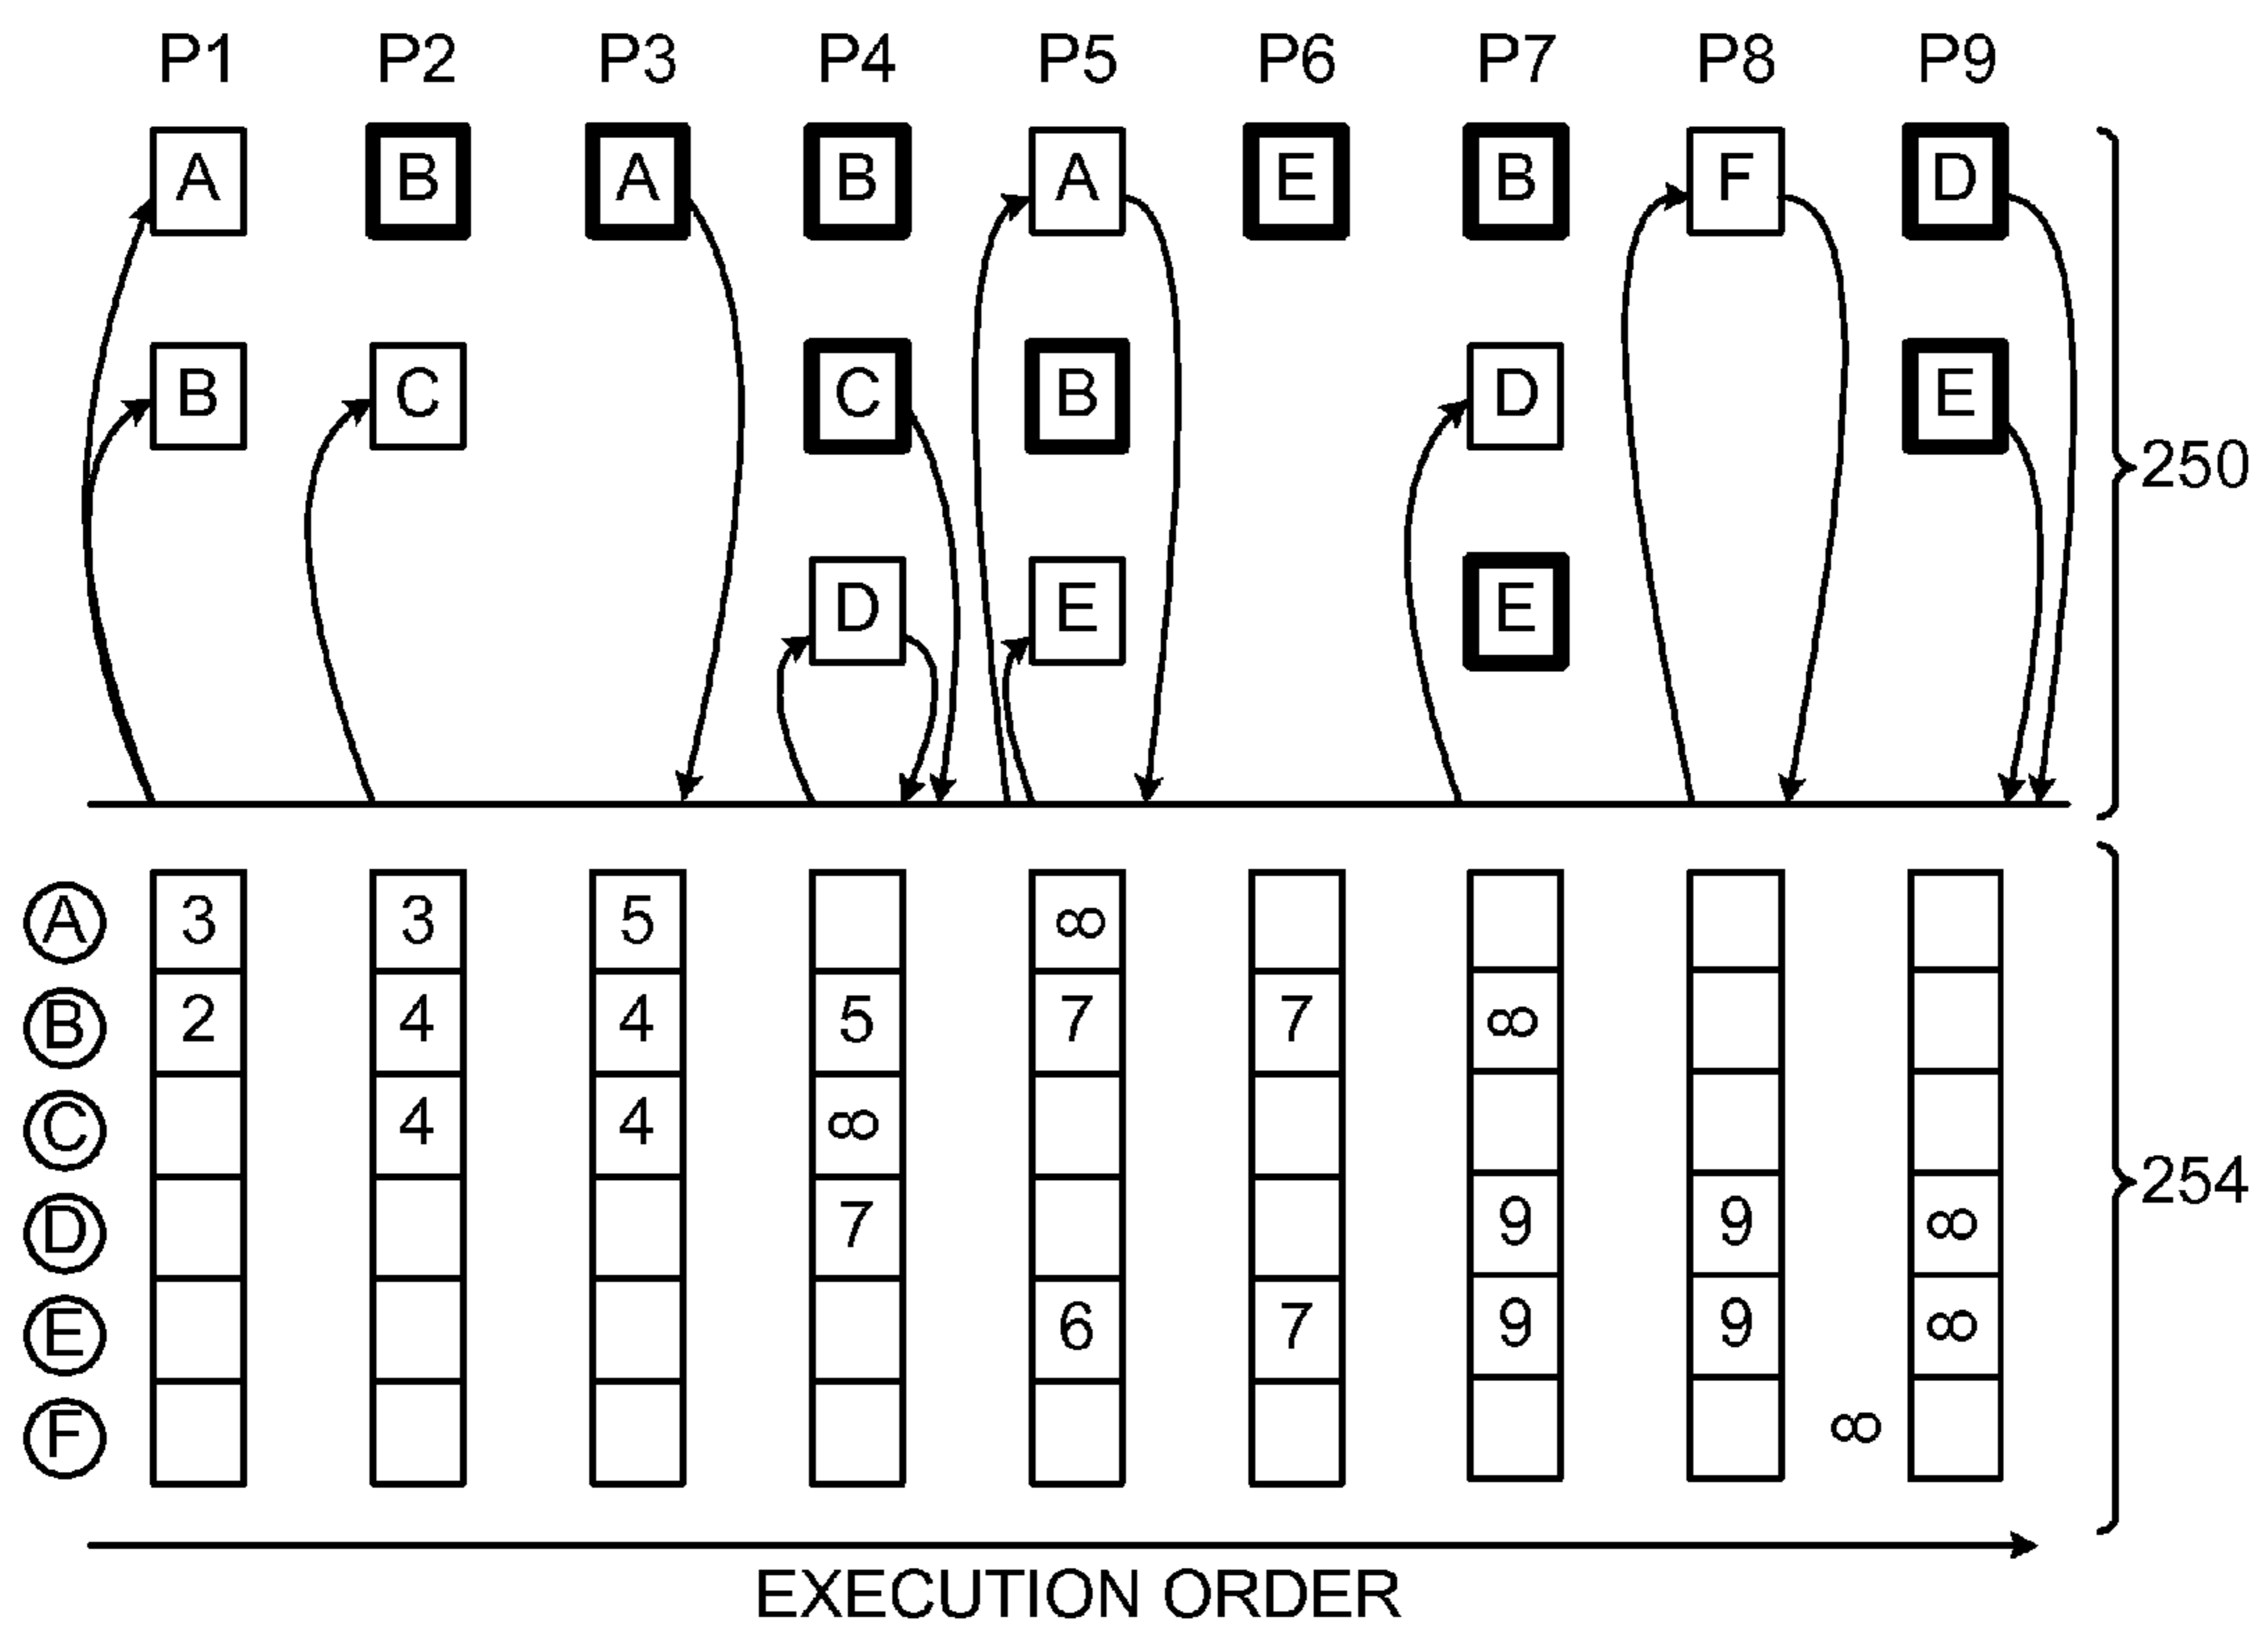 P1 P2 P3 P4 P5 P6 P7 P8 P9
A B A B A E B F D
B C C B D E
250
D E E
A 3 3 5 ∞
B 2 4 4 5 7 7 ∞
C 4 4 ∞
D 7 9 9 ∞
254
E 6 7 9 9 ∞
F ∞
EXECUTION ORDER